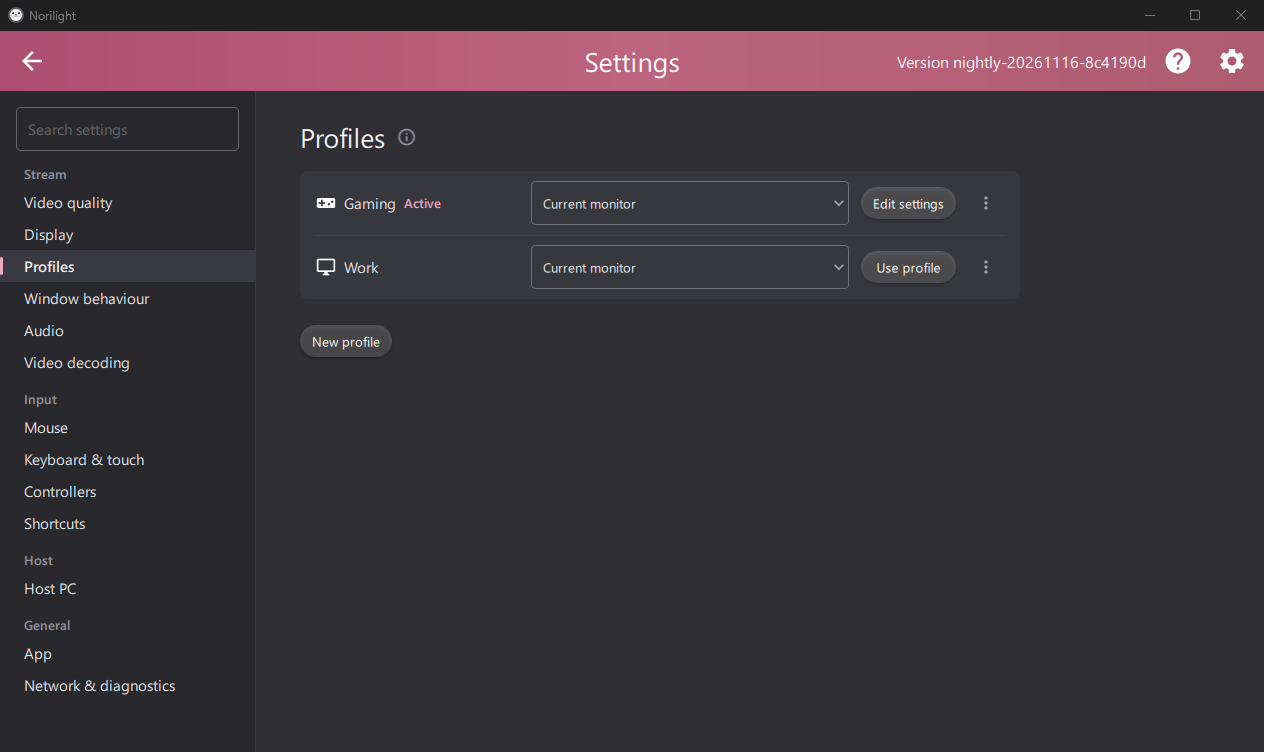 Norilight
Settings
Version nightly-20261116-8c4190d
Search settings
Stream
Video quality
Display
Profiles
Window behaviour
Audio
Video decoding
Input
Mouse
Keyboard & touch
Controllers
Shortcuts
Host
Host PC
General
App
Network & diagnostics
Profiles
Gaming Active Current monitor Edit settings
Work Current monitor Use profile
New profile